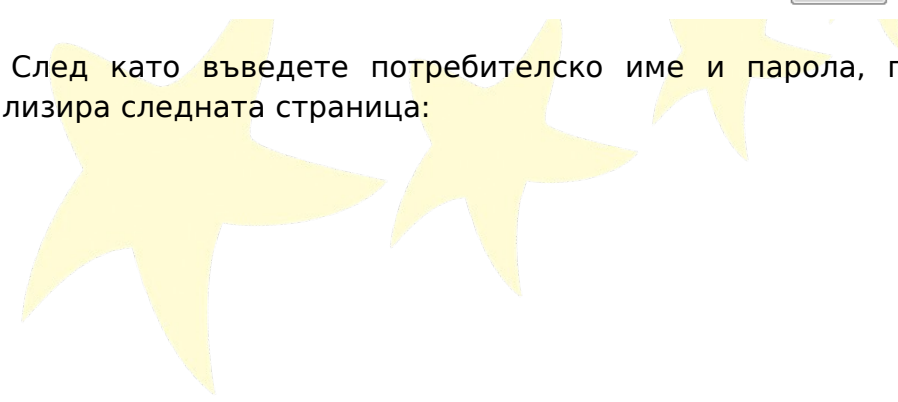 След като въведете потребителско име и парола,
лизира следната страница: